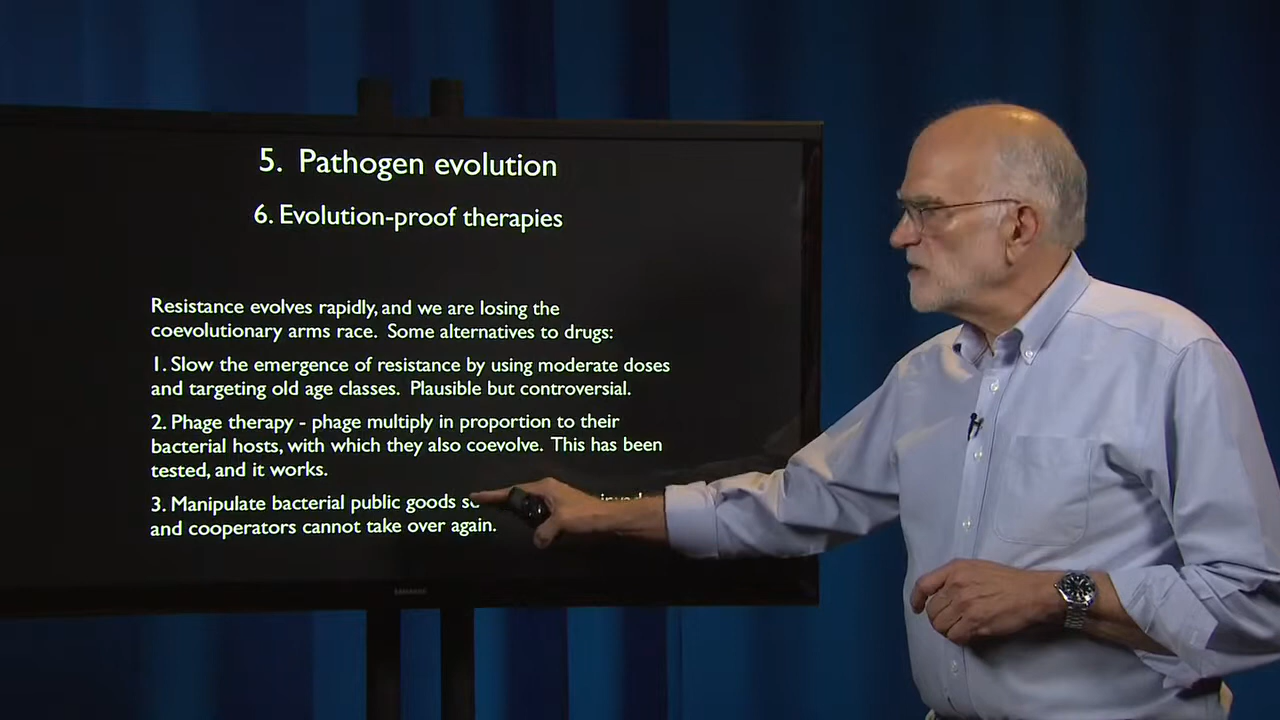 5. Pathogen evolution
6. Evolution-proof therapies
Resistance evolves rapidly, and we are losing the
coevolutionary arms race. Some alternatives to drugs:
1. Slow the emergence of resistance by using moderate doses
and targeting old age classes. Plausible but controversial.
2. Phage therapy - phage multiply in proportion to their
bacterial hosts, with which they also coevolve. This has been
tested, and it works.
3. Manipulate bacterial public goods
and cooperators cannot take over again.
SAMSUNG